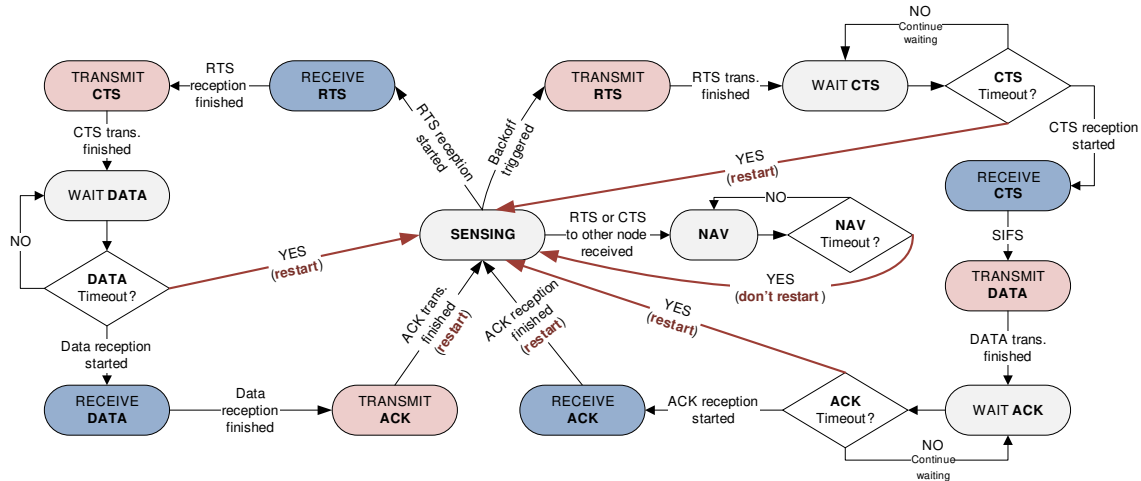 NO
Continue
waiting
TRANSMIT
CTS
RTS
reception
finished
RECEIVE
RTS
TRANSMIT
RTS
RTS trans.
finished
WAIT CTS
CTS
Timeout?
CTS trans.
finished
RTS reception
started
Backoff
triggered
CTS reception
started
YES
(restart)
WAIT DATA
RECEIVE
CTS
NO
NO
SENSING
RTS or CTS
to other node
received
NAV
NAV
Timeout ?
SIFS
YES
(restart)
DATA
Timeout?
YES
(don't restart )
TRANSMIT
DATA
ACK trans.
finished
(restart)
ACK reception
finished
(restart)
YES
(restart)
DATA trans.
finished
Data reception
started
RECEIVE
DATA
Data
reception
finished
TRANSMIT
ACK
RECEIVE
ACK
ACK reception
started
ACK
Timeout?
WAIT ACK
NO
Continue
waiting